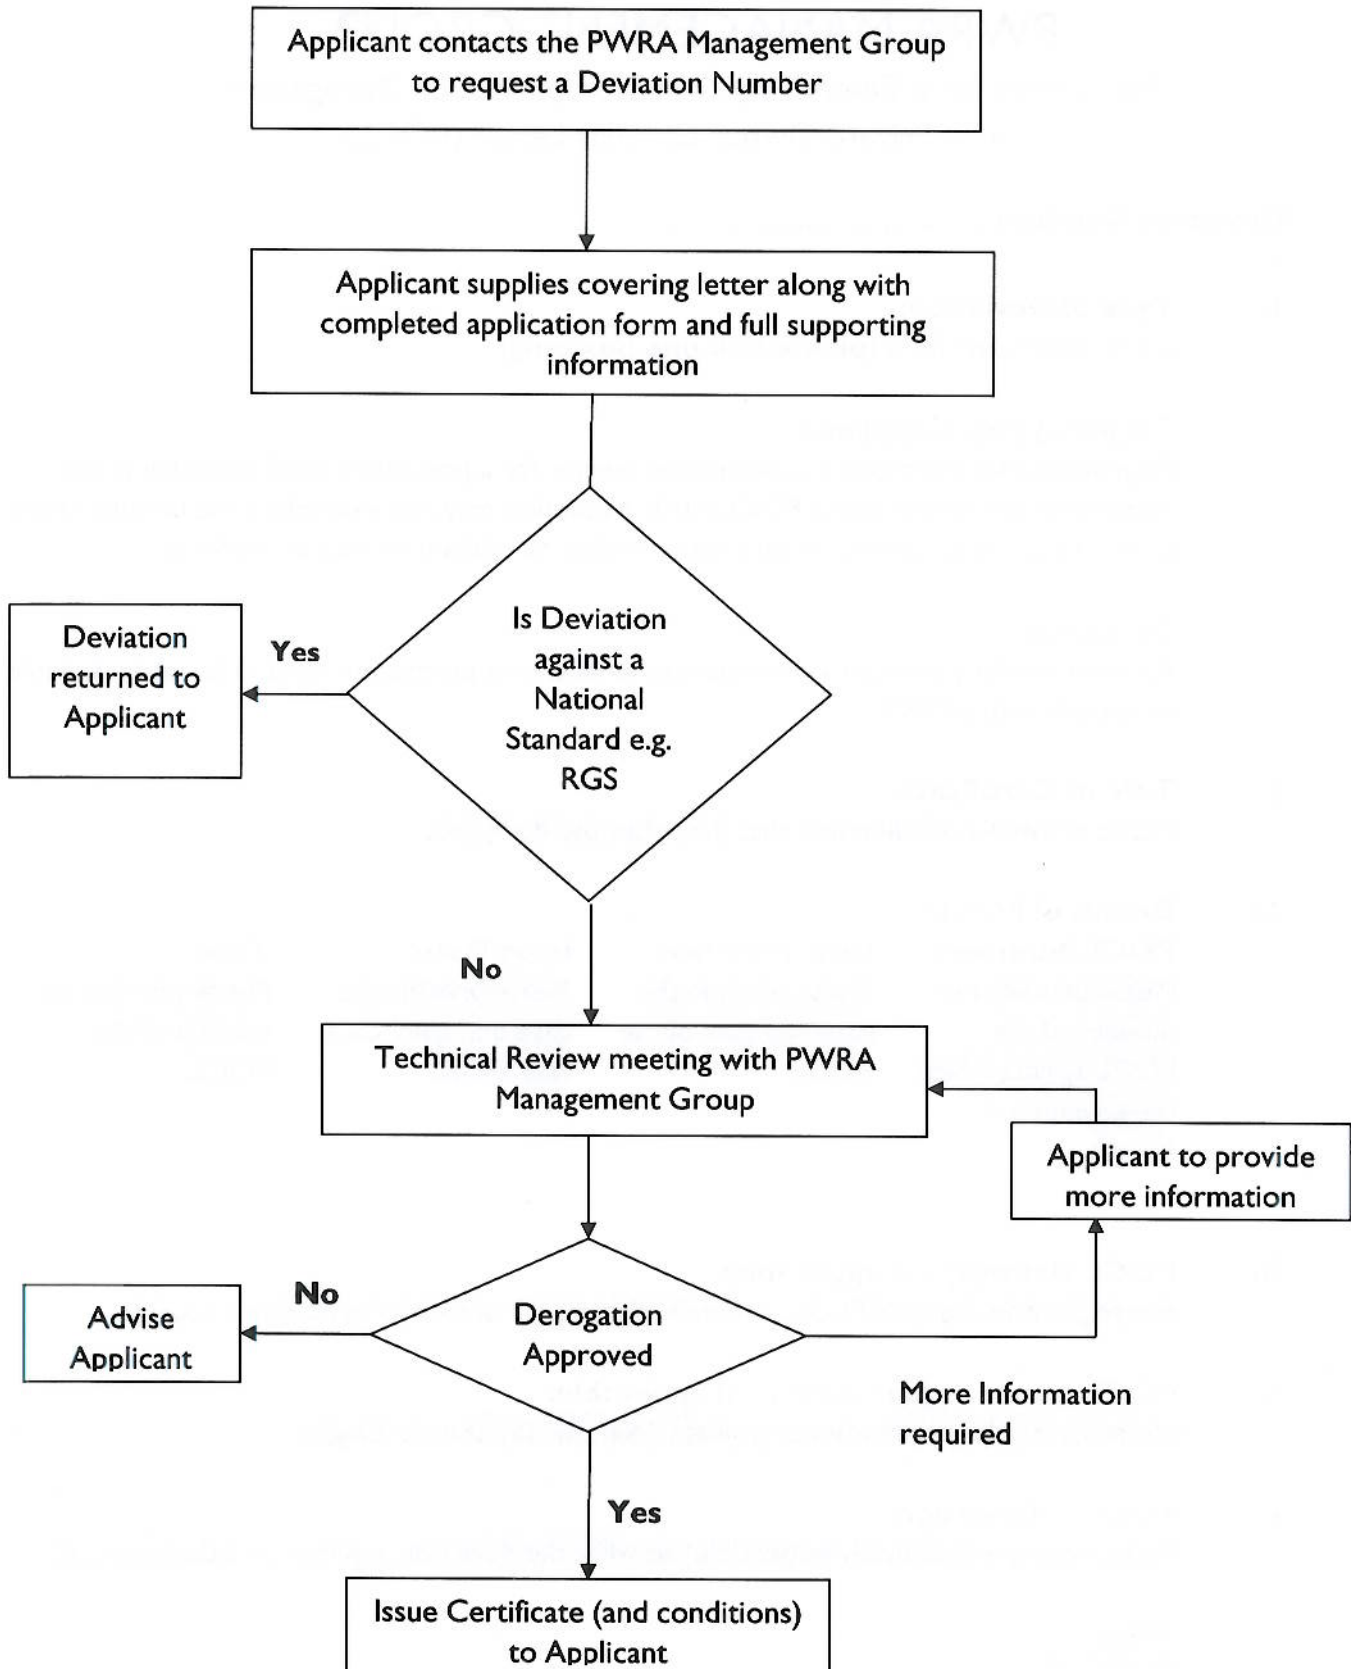 Applicant contacts the PWRA Management Group
to request a Deviation Number
Applicant supplies covering letter along with
completed application form and full supporting
information
Is Deviation
against a
National
Standard e.g.
RGS
Yes
Deviation
returned to
Applicant
No
Technical Review meeting with PWRA
Management Group
Applicant to provide
more information
Derogation
Approved
No
Advise
Applicant
More Information
required
Yes
Issue Certificate (and conditions)
to Applicant